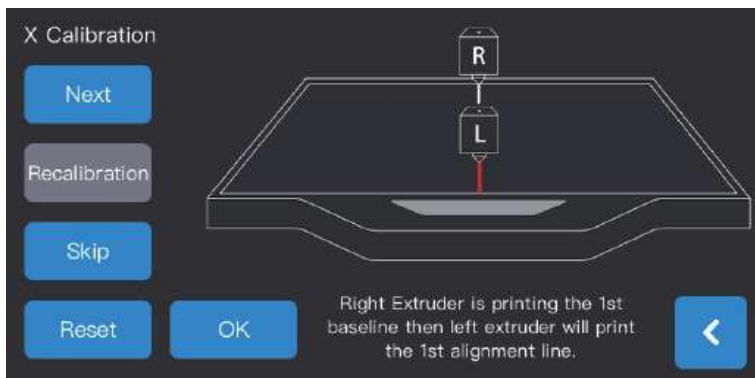 X Calibration
R
Next
L
Recalibration
Skip
Right Extruder is printing the 1st
baseline then left extruder will print
the 1st alignment line.
Reset
OK